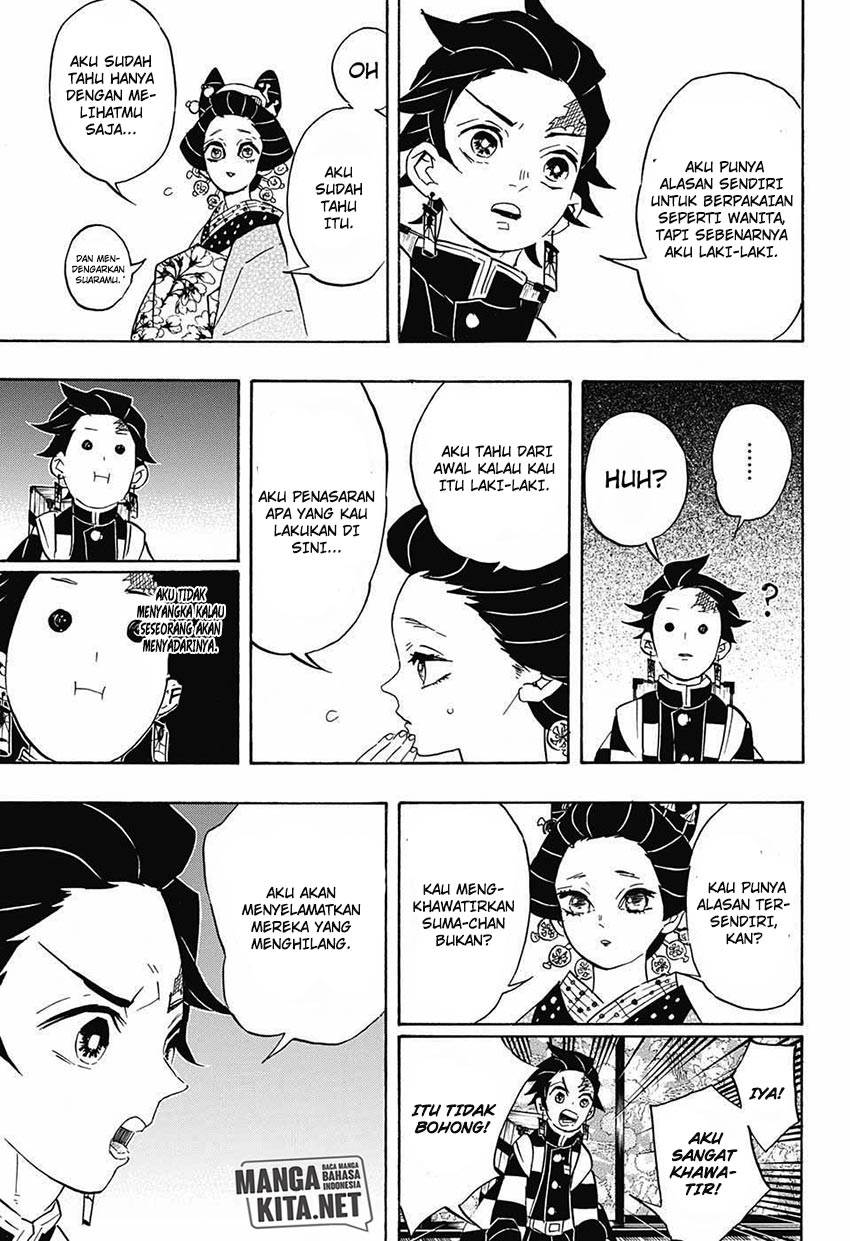 AKU PUNYA
ALASAN SENDIRI
UNTUK BERPAKAIAN
SEPERTI WANITA,
TAPI SEBENARNYA
AKU LAKI-LAKI.
OH
AKU
SUDAH
TAHU
ITU.
AKU SUDAH
TAHU HANYA
DENGAN ME-
LIHATMU
SAJA...
DAN MEN-
DENGARKAN
SUARAMU.
........
HUH?
?
AKU TAHU DARI
AWAL KALAU KAU
ITU LAKI-LAKI.
AKU PENASARAN
APA YANG KAU
LAKUKAN DI
SINI...
AKU TIDAK
MENYANGKA KALAU
SESEORANG AKAN
MENYADARINYA.
KAU PUNYA
ALASAN TER-
SENDIRI,
KAN?
KAU MENG-
KHAWATIRKAN
SUMA-CHAN
BUKAN?
IYA!
AKU
SANGAT
KHAWA-
TIR!
ITU TIDAK
BOHONG!
AKU AKAN
MENYELAMATKAN
MEREKA YANG
MENGHILANG.
MANGA
KITA.NET
BACA MANGA
BAHASA
INDONESIA